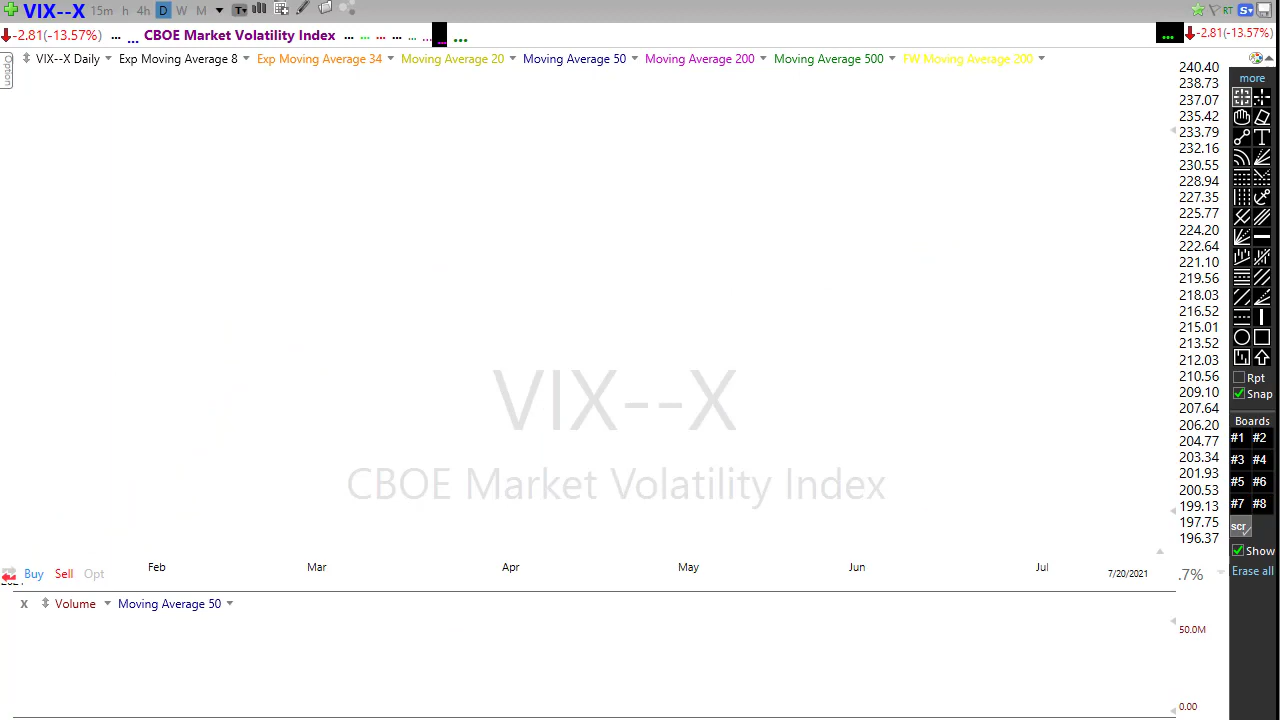 VIX--X 15m h 4h D W M T
-2.81(-13.57%) ... CBOE Market Volatility Index ... ... ... ... ... ... ... ... ... -2.81(-13.57%)
RT S
Option
VIX--X Daily Exp Moving Average 8 Exp Moving Average 34 Moving Average 20 Moving Average 50 Moving Average 200 Moving Average 500 FW Moving Average 200
240.40
238.73
237.07
235.42
233.79
232.16
230.55
228.94
227.35
225.77
224.20
222.64
221.10
219.56
218.03
216.52
215.01
213.52
212.03
210.56
209.10
207.64
206.20
204.77
203.34
201.93
200.53
199.13
197.75
196.37
more
T
Rpt
Snap
Boards
#1 #2
#3 #4
#5 #6
#7 #8
scr
Show
Erase all
VIX--X
CBOE Market Volatility Index
Feb Mar Apr May Jun Jul 7/20/2021
Buy Sell Opt .7%
X Volume Moving Average 50
50.0M
0.00